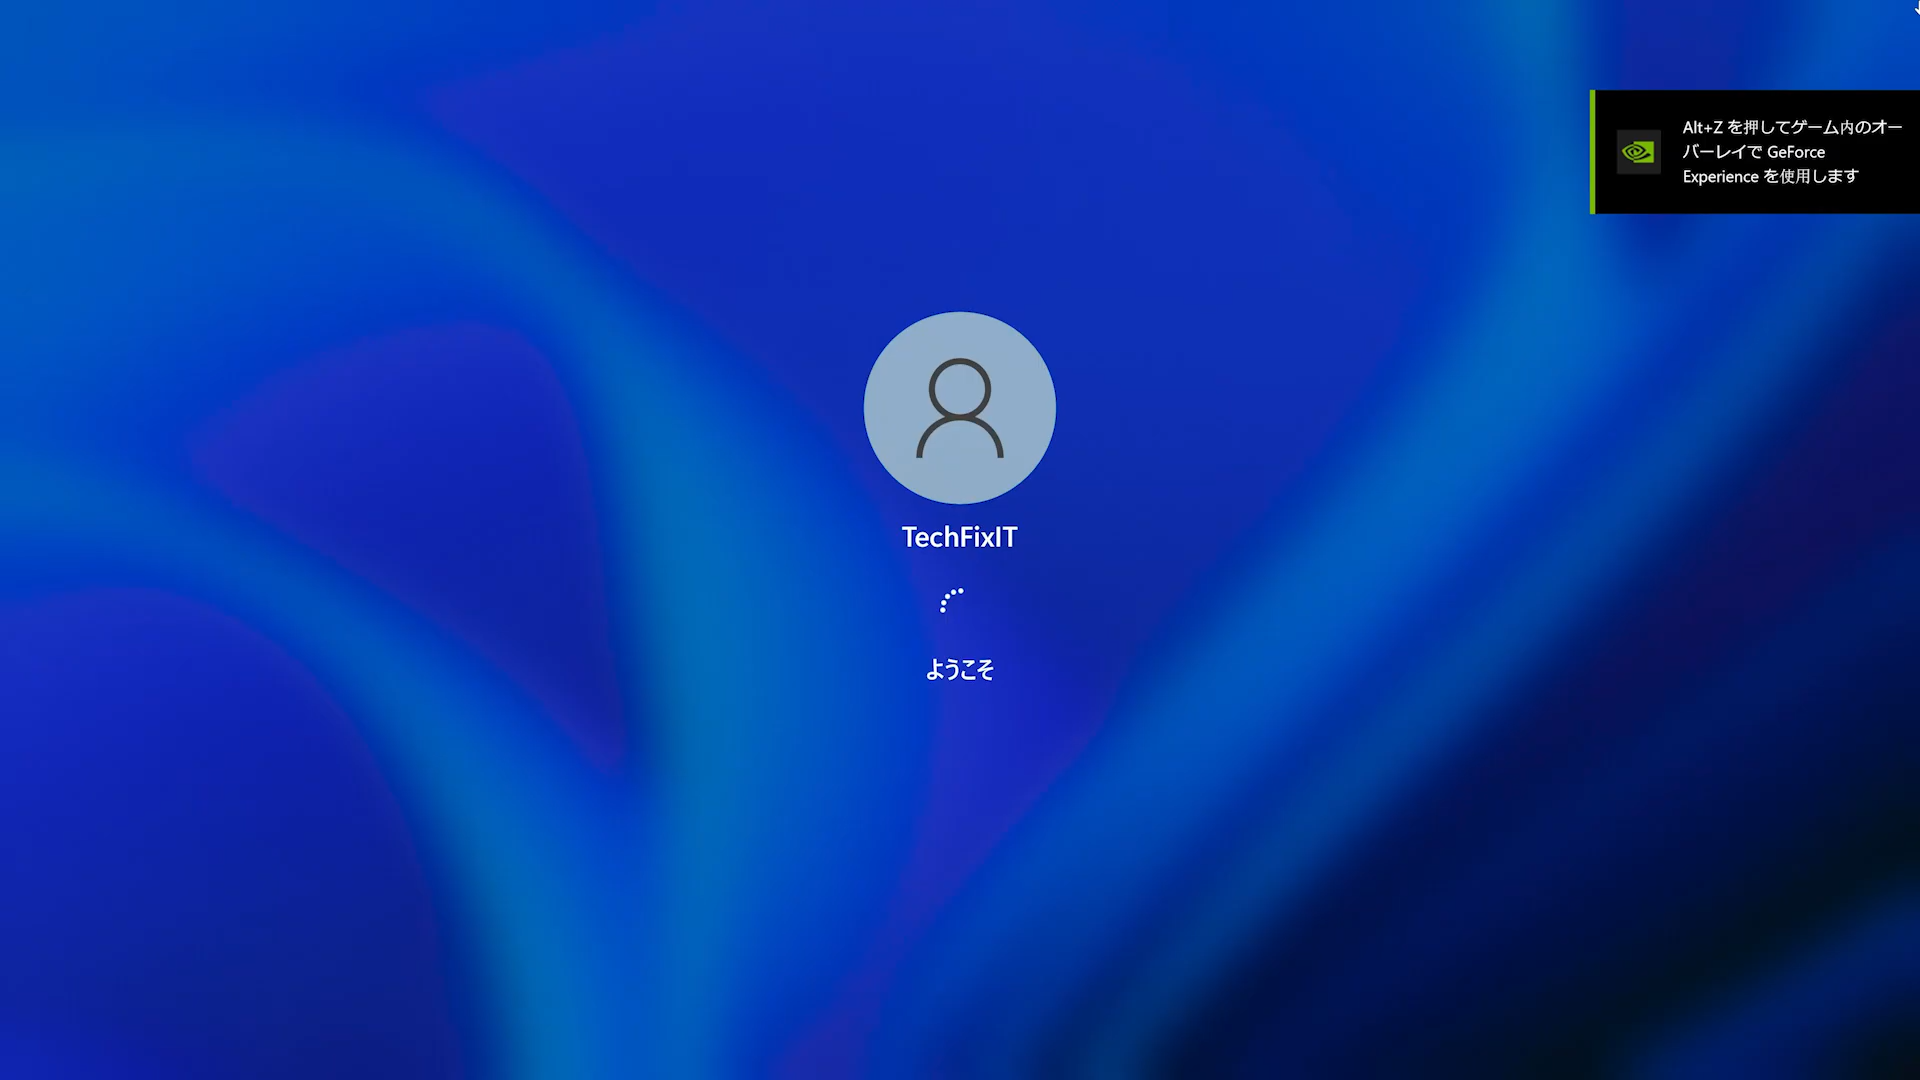 Alt+Z を押してゲーム内のオー
バーレイで GeForce
Experience を使用します
TechFixIT
ようこそ